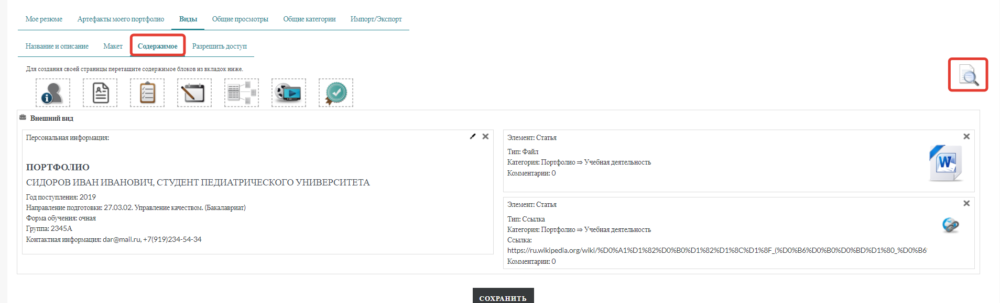 Мое резюме Артефакты моего портфолио Виды Общие просмотры Общие категории Импорт/Экспорт
Название и описание Макет Содержимое Разрешить доступ
Для создания своей страницы перетащите содержимое блоков из вкладок ниже.
Внешний вид
Персональная информация:
ПОРТФОЛИО
СИДОРОВ ИВАН ИВАНОВИЧ, СТУДЕНТ ПЕДИАТРИЧЕСКОГО УНИВЕРСИТЕТА
Год поступления: 2019
Направление подготовки: 27.03.02. Управление качеством. (Бакалавриат)
Форма обучения: очная
Группа: 2345А
Контактная информация: dar@mail.ru, +7(919)234-54-34
Элемент: Статья
Тип: Файл
Категория: Портфолио ⇒ Учебная деятельность
Комментарии: 0
W
Элемент: Статья
Тип: Ссылка
Категория: Портфолио ⇒ Учебная деятельность
Ссылка:
https://ru.wikipedia.org/wiki/%D0%A1%D1%82%D0%B0%D1%82%D1%8C%D1%8F_(%D0%B6%D0%B0%D0%BD%D1%80_%D0%B6
Комментарии: 0
СОХРАНИТЬ